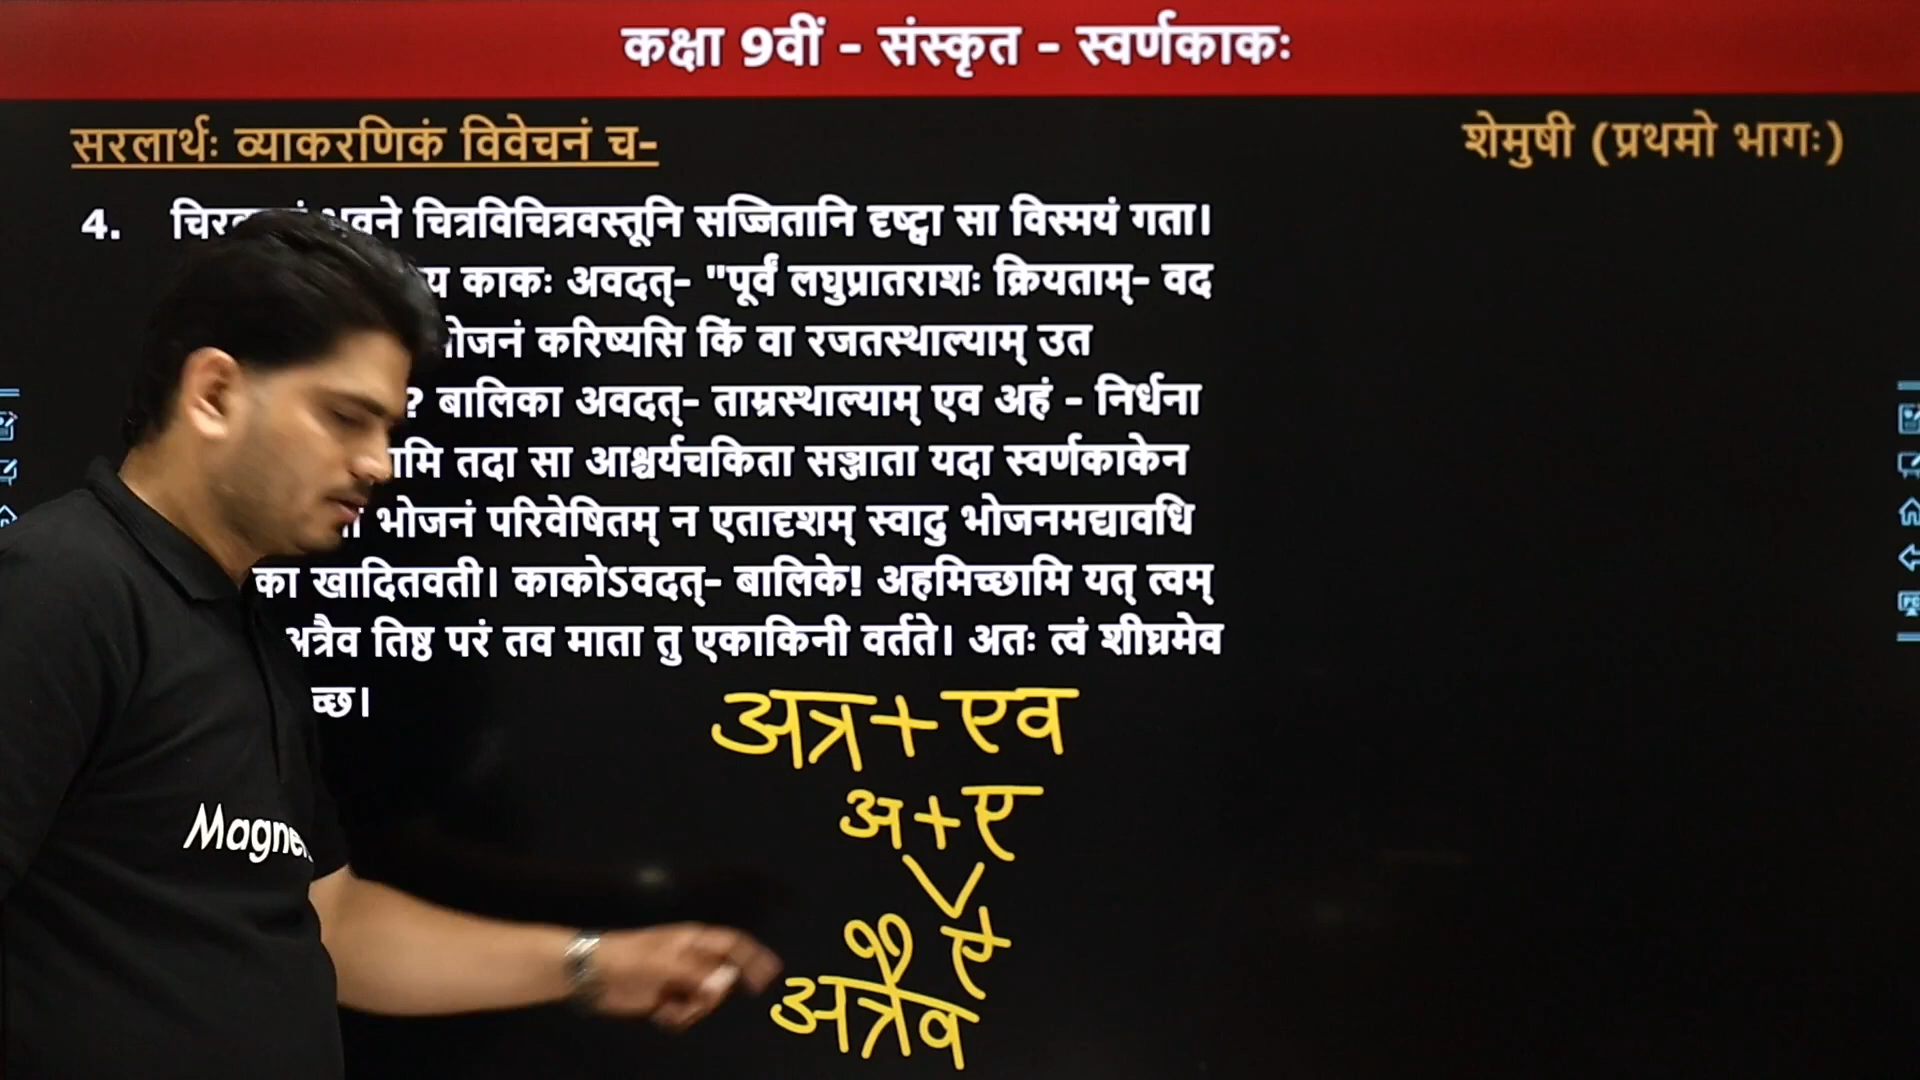 कक्षा 9वीं - संस्कृत - स्वर्णकाकः
सरलार्थः व्याकरणिकं विवेचनं च-
शेमुषी (प्रथमो भागः)
4. भवने चित्रविचित्रवस्तूनि सज्जितानि दृष्ट्वा सा विस्मयं गता।
काकः अवदत्- "पूर्वं लघुप्रातराशः क्रियताम्- वद
भोजनं करिष्यसि किं वा रजतस्थाल्याम् उत
? बालिका अवदत्- ताम्रस्थाल्याम् एव अहं - निर्धना
तदा सा आश्चर्यचकिता सञ्जाता यदा स्वर्णकाकेन
भोजनं परिवेषितम् न एतादृशम् स्वादु भोजनमद्यावधि
खादितवती। काकोऽवदत्- बालिके! अहमिच्छामि यत् त्वम्
अत्रैव तिष्ठ परं तव माता तु एकाकिनी वर्तते। अतः त्वं शीघ्रमेव
च्छ।
अत्र+एव
अ+ए
ऐ
अत्रैव
Magne